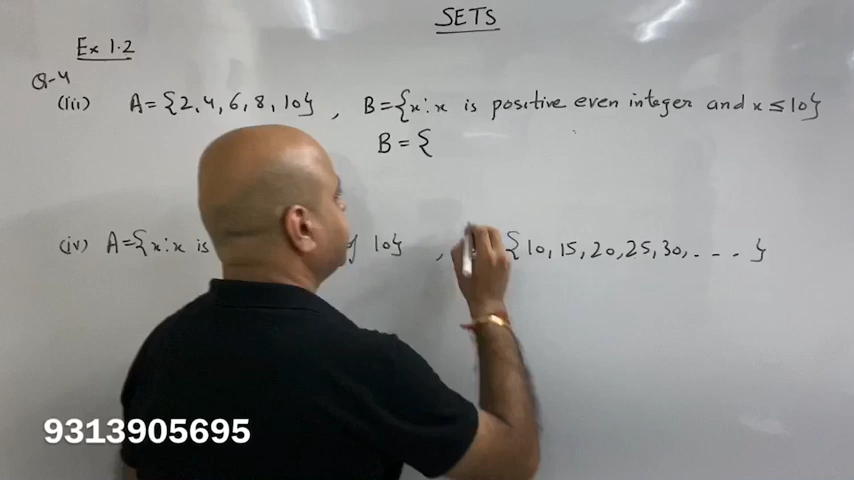 SETS
Ex 1.2
Q-4
(iii) A={2,4,6,8,10} , B={x:x is positive even integer and x≤10}
B={
(iv) A={x:x is 10} , {10,15,20,25,30,....}
9313905695